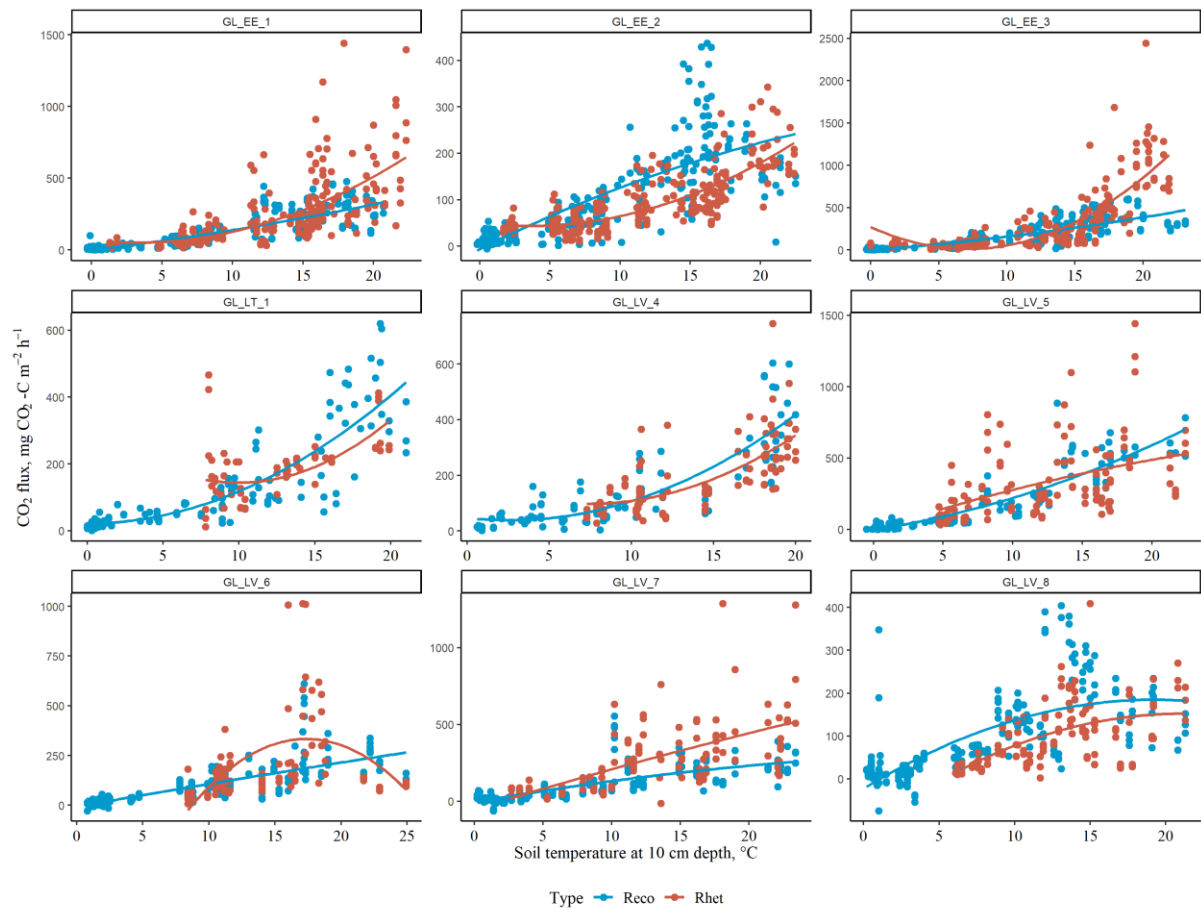 GL_EE_1 GL_EE_2 GL_EE_3
1500
1000
500
0
0 5 10 15 20
400
300
200
100
0
0 5 10 15 20
2500
2000
1500
1000
500
0
0 5 10 15 20
GL_LT_1 GL_LV_4 GL_LV_5
600
400
200
0
0 5 10 15 20
600
400
200
0
0 5 10 15 20
1500
1000
500
0
0 5 10 15 20
GL_LV_6 GL_LV_7 GL_LV_8
1000
750
500
250
0
0 5 10 15 20 25
1000
500
0
0 5 10 15 20
400
300
200
100
0
0 5 10 15 20
CO₂ flux, mg CO₂ -C m⁻² h⁻¹
Soil temperature at 10 cm depth, °C
Type Reco Rhet